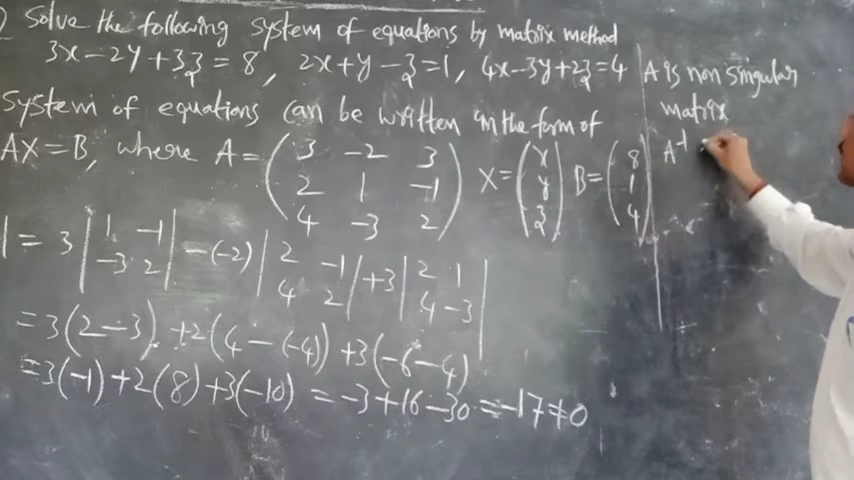 Solve the following system of equations by matrix method
3x-2y+3z=8, 2x+y-z=1, 4x-3y+2z=4
System of equations can be written in the form of
AX=B, where A=( 3 -2 3
2 1 -1
4 -3 2 ) X=( x
y
z ) B=( 8
1
4 )
| = 3 | 1 -1
-3 2 | -(-2) | 2 -1
4 2 | +3 | 2 1
4 -3 |
=3(2-3) +2(4-(-4)) +3(-6-4)
=3(-1)+2(8)+3(-10) = -3+16-30=-17≠0
A is non singular
matrix
A⁻¹